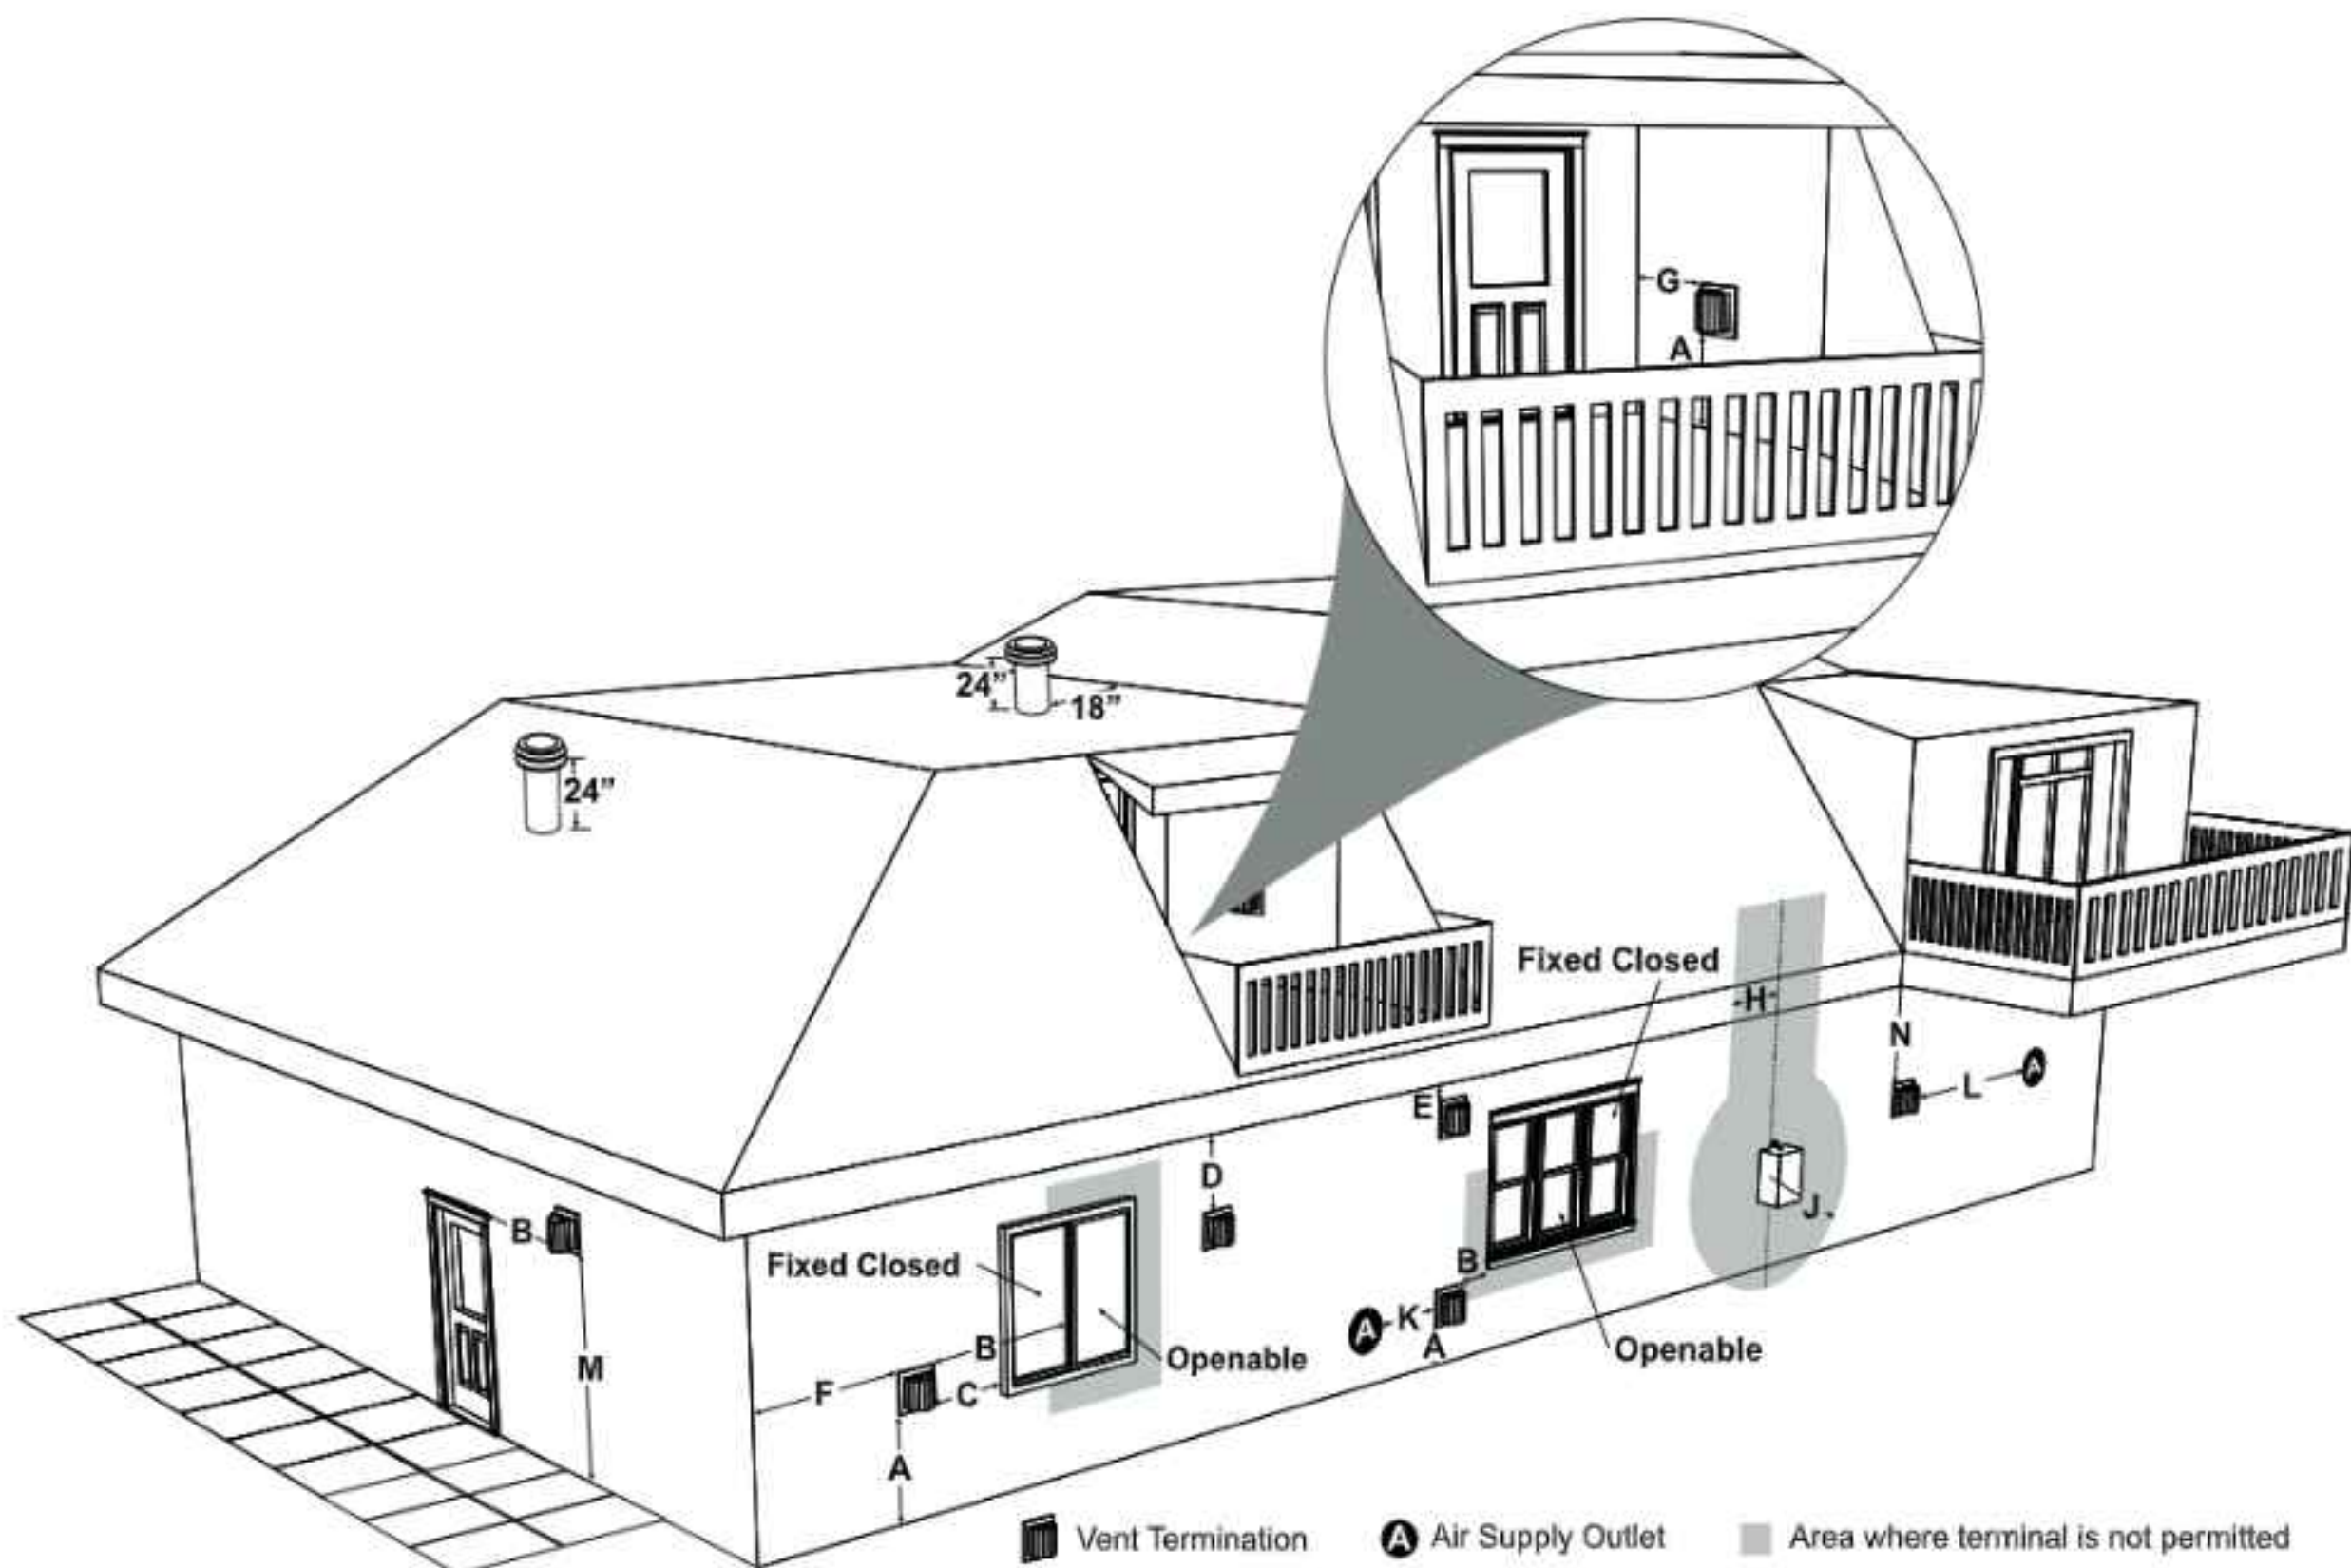 G
A
24”
18”
24”
Fixed Closed
H
N
E
L
A
D
J
B
Fixed Closed
B
K
A
A
B
Openable
Openable
M
F
C
A
Vent Termination
A Air Supply Outlet
Area where terminal is not permitted